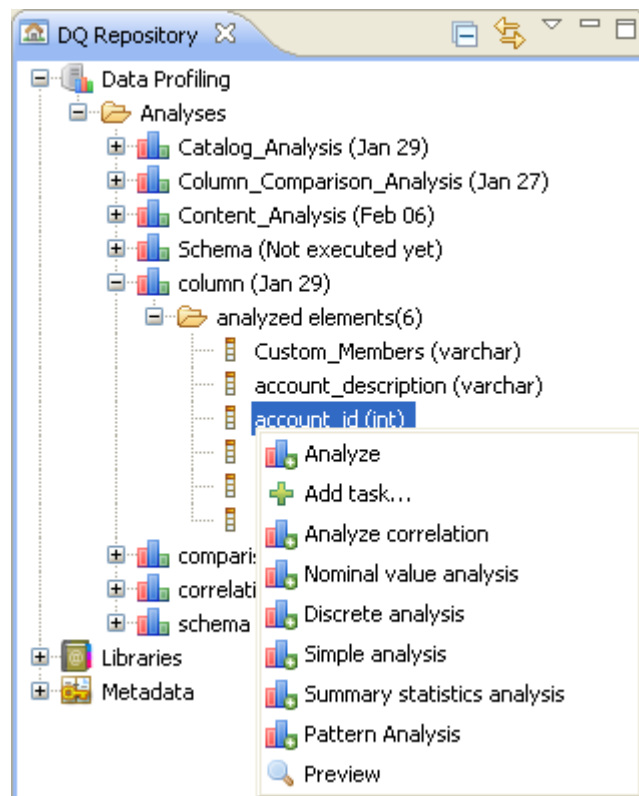 DQ Repository
Data Profiling
Analyses
Catalog_Analysis (Jan 29)
Column_Comparison_Analysis (Jan 27)
Content_Analysis (Feb 06)
Schema (Not executed yet)
column (Jan 29)
analyzed elements(6)
Custom_Members (varchar)
account_description (varchar)
account_id (int)
Analyze
Add task...
Analyze correlation
Nominal value analysis
Discrete analysis
Simple analysis
Summary statistics analysis
Pattern Analysis
Preview
schema
Libraries
Metadata